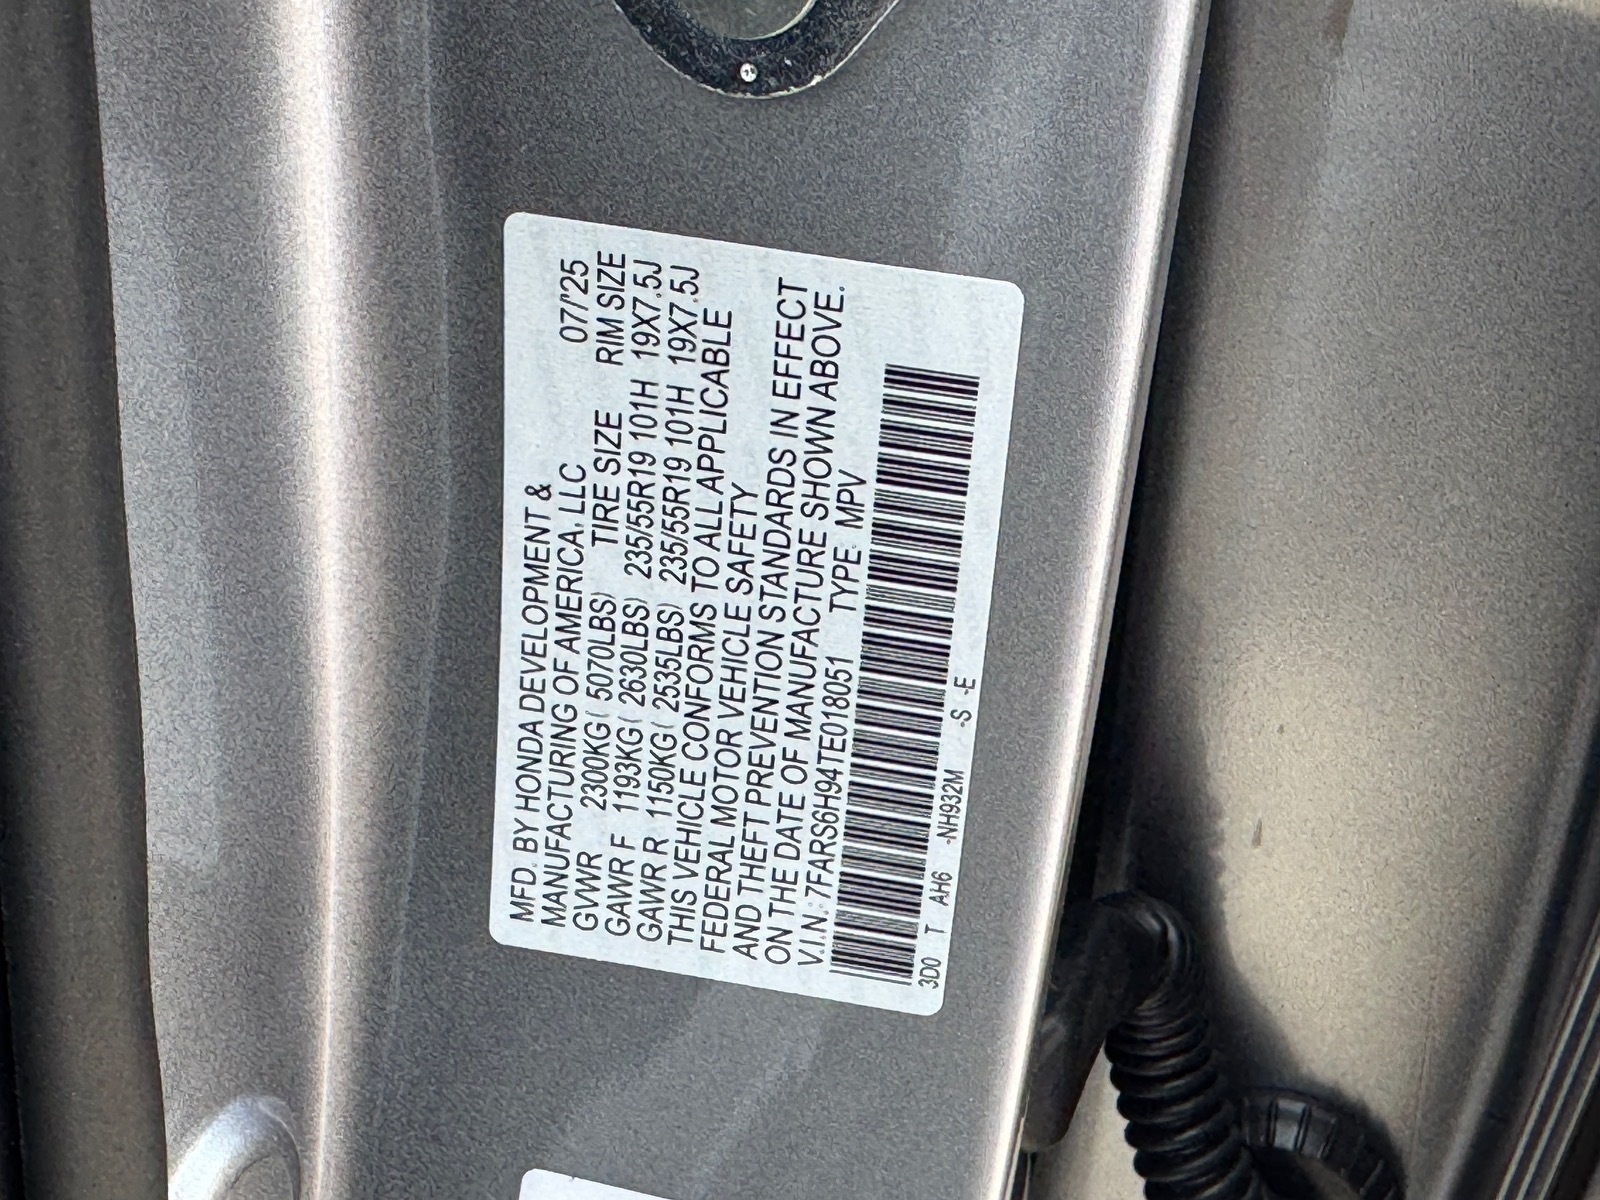 MFD. BY HONDA DEVELOPMENT &
MANUFACTURING OF AMERICA, LLC 07/'25
GVWR 2300KG( 5070LBS) TIRE SIZE RIM SIZE
GAWR F 1193KG( 2630LBS) 235/55R19 101H 19X7.5J
GAWR R 1150KG( 2535LBS) 235/55R19 101H 19X7.5J
THIS VEHICLE CONFORMS TO ALL APPLICABLE
FEDERAL MOTOR VEHICLE SAFETY
AND THEFT PREVENTION STANDARDS IN EFFECT
ON THE DATE OF MANUFACTURE SHOWN ABOVE.
V.I.N.:7FARS6H94TE018051 TYPE MPV
3D0 T AH6 -NH932M -S -E